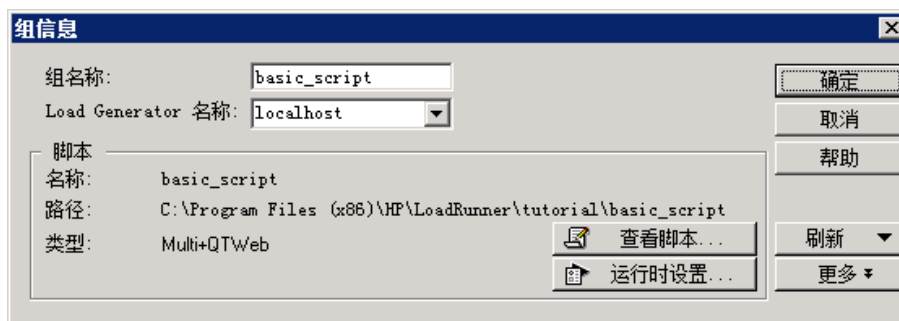 组信息
组名称: basic_script
Load Generator 名称: localhost
确定
取消
帮助
脚本
名称: basic_script
路径: C:\Program Files (x86)\HP\LoadRunner\tutorial\basic_script
类型: Multi+QTWeb
查看脚本...
运行时设置...
刷新
更多